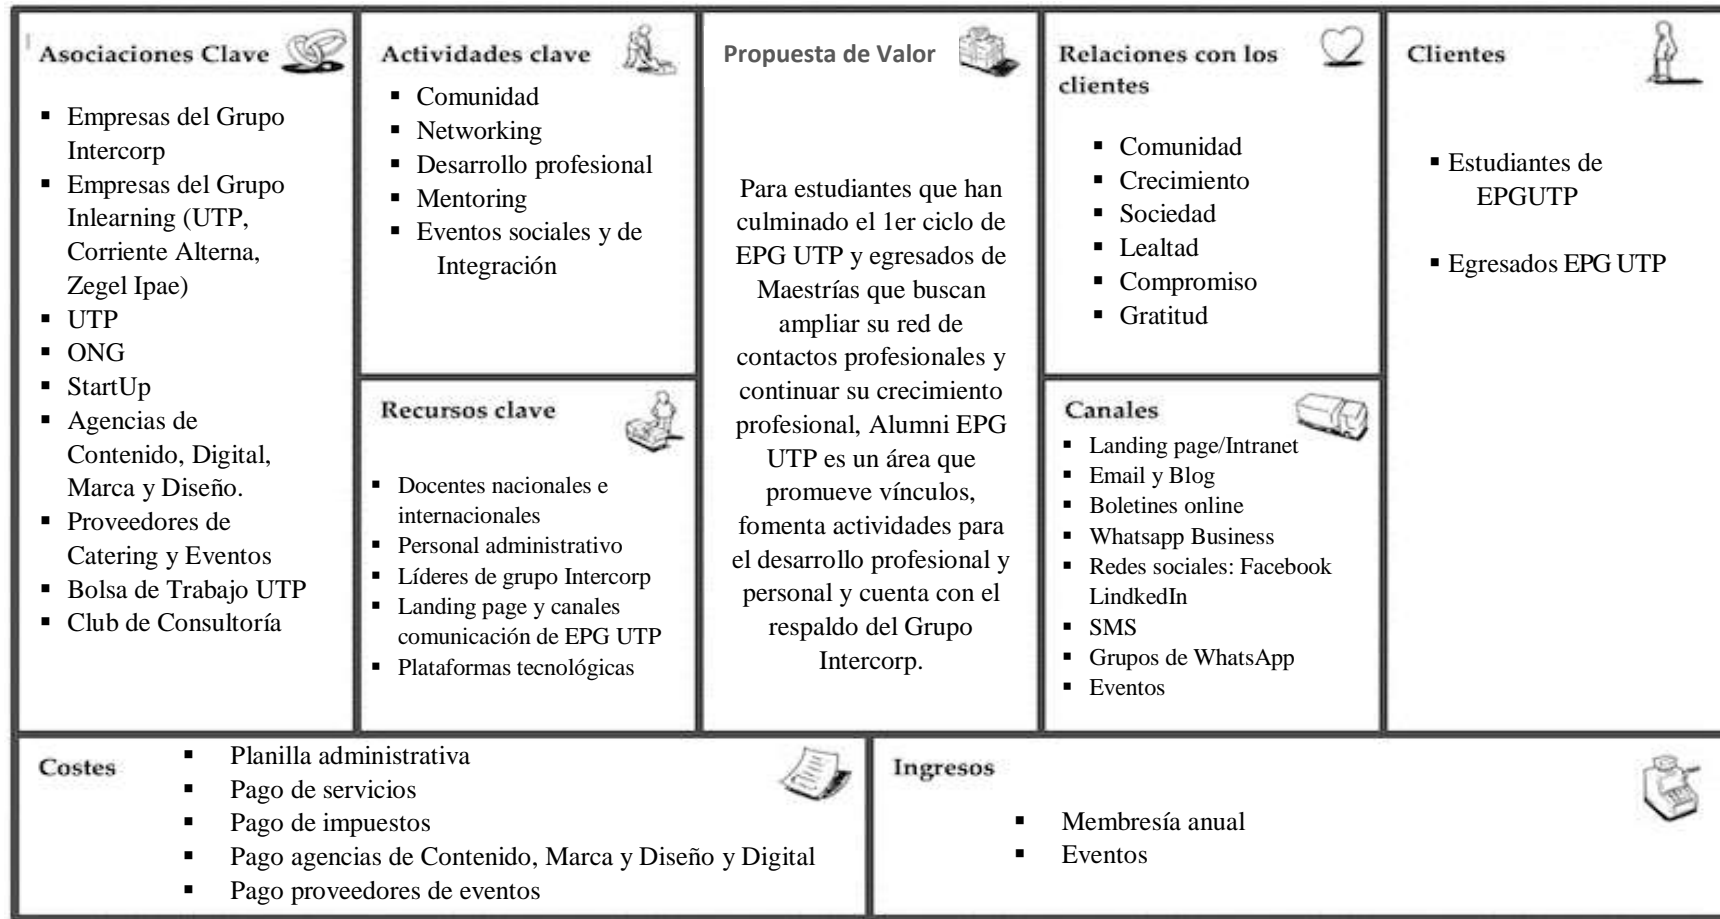 Asociaciones Clave
▪ Empresas del Grupo
Intercorp
▪ Empresas del Grupo
Inlearning (UTP,
Corriente Alterna,
Zegel Ipae)
▪ UTP
▪ ONG
▪ StartUp
▪ Agencias de
Contenido, Digital,
Marca y Diseño.
▪ Proveedores de
Catering y Eventos
▪ Bolsa de Trabajo UTP
▪ Club de Consultoría
Actividades clave
▪ Comunidad
▪ Networking
▪ Desarrollo profesional
▪ Mentoring
▪ Eventos sociales y de
Integración
Recursos clave
▪ Docentes nacionales e
internacionales
▪ Personal administrativo
▪ Líderes de grupo Intercorp
▪ Landing page y canales
comunicación de EPG UTP
▪ Plataformas tecnológicas
Propuesta de Valor
Para estudiantes que han
culminado el 1er ciclo de
EPG UTP y egresados de
Maestrías que buscan
ampliar su red de
contactos profesionales y
continuar su crecimiento
profesional, Alumni EPG
UTP es un área que
promueve vínculos,
fomenta actividades para
el desarrollo profesional y
personal y cuenta con el
respaldo del Grupo
Intercorp.
Relaciones con los
clientes
▪ Comunidad
▪ Crecimiento
▪ Sociedad
▪ Lealtad
▪ Compromiso
▪ Gratitud
Canales
▪ Landing page/Intranet
▪ Email y Blog
▪ Boletines online
▪ Whatsapp Business
▪ Redes sociales: Facebook
LindkedIn
▪ SMS
▪ Grupos de WhatsApp
▪ Eventos
Clientes
▪ Estudiantes de
EPGUTP
▪ Egresados EPG UTP
Costes
▪ Planilla administrativa
▪ Pago de servicios
▪ Pago de impuestos
▪ Pago agencias de Contenido, Marca y Diseño y Digital
▪ Pago proveedores de eventos
Ingresos
▪ Membresía anual
▪ Eventos